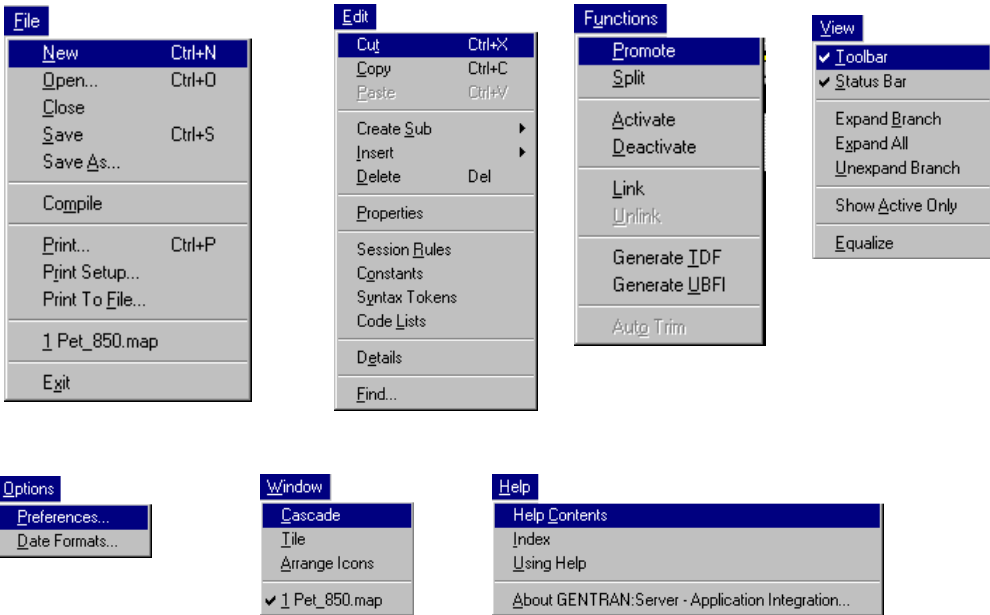 File
New Ctrl+N
Open... Ctrl+O
Close
Save Ctrl+S
Save As...
Compile
Print... Ctrl+P
Print Setup...
Print To File...
1 Pet_850.map
Exit
Edit
Cut Ctrl+X
Copy Ctrl+C
Paste Ctrl+V
Create Sub
Insert
Delete Del
Properties
Session Rules
Constants
Syntax Tokens
Code Lists
Details
Find...
Functions
Promote
Split
Activate
Deactivate
Link
Unlink
Generate TDF
Generate UBFI
Auto Trim
View
Toolbar
Status Bar
Expand Branch
Expand All
Unexpand Branch
Show Active Only
Equalize
Options
Preferences...
Date Formats...
Window
Cascade
Tile
Arrange Icons
1 Pet_850.map
Help
Help Contents
Index
Using Help
About GENTRAN:Server - Application Integration...